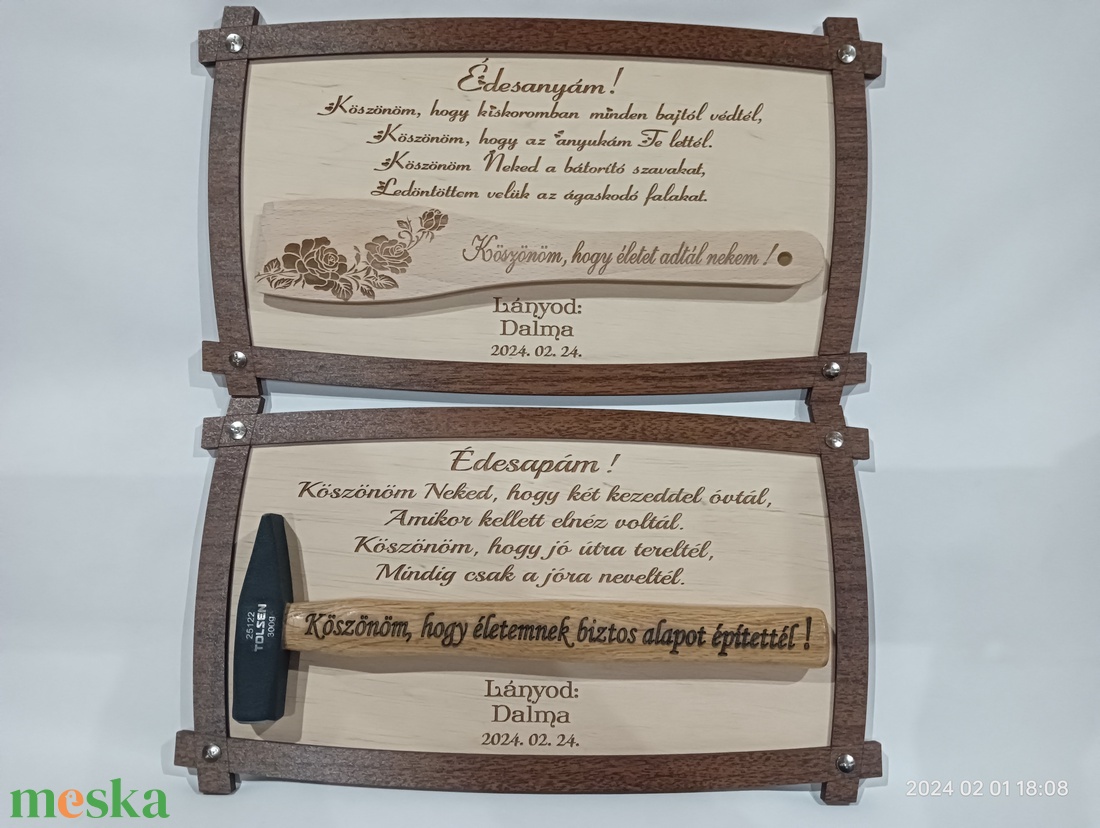 Édesanyám!
Köszönöm, hogy kiskoromban minden bajtól védtél,
Köszönöm, hogy az anyukám Te lettél.
Köszönöm Neked a bátorító szavakat,
Ledöntöttem velük az ágaskodó falakat.
Köszönöm, hogy életet adtál nekem!
Lányod:
Dalma
2024. 02. 24.
Édesapám!
Köszönöm Neked, hogy két kezeddel óvtál,
Amikor kellett elnéz voltál.
Köszönöm, hogy jó útra tereltél,
Mindig csak a jóra neveltél.
25122
TOLSEN
300g
Köszönöm, hogy életemnek biztos alapot építettél!
Lányod:
Dalma
2024. 02. 24.
meska
2024 02 01 18:08